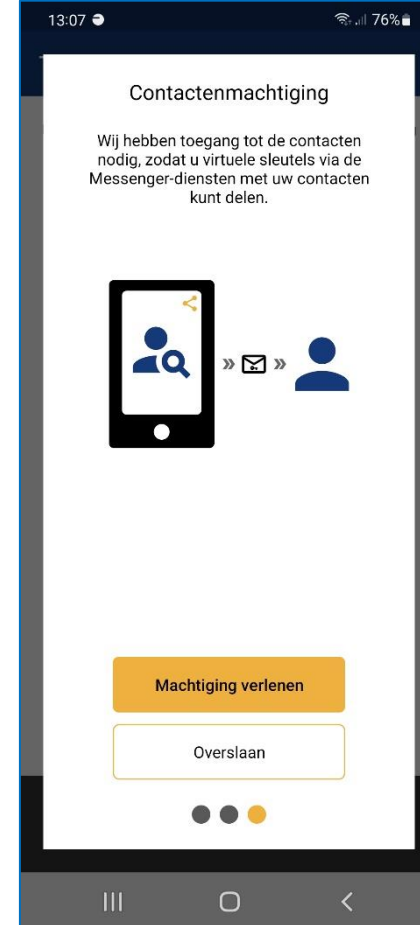 13:07 76%
Contactenmachtiging
Wij hebben toegang tot de contacten
nodig, zodat u virtuele sleutels via de
Messenger-diensten met uw contacten
kunt delen.
Machtiging verlenen
Overslaan